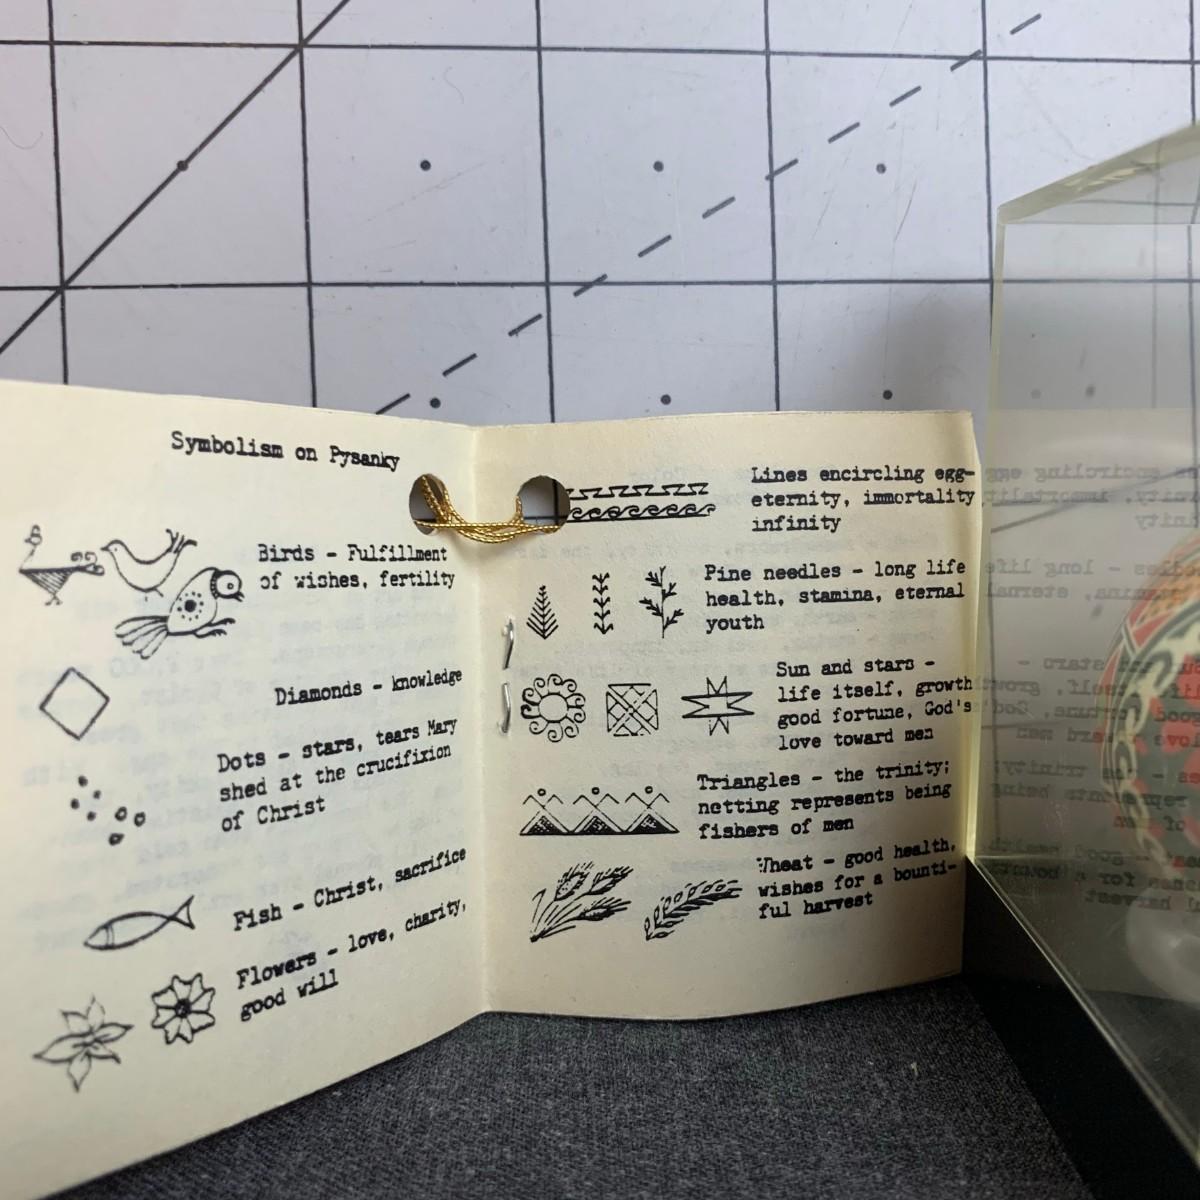 Symbolism on Pysanky
Birds - Fulfillment
of wishes, fertility
Diamonds - knowledge
Dots - stars, tears Mary
shed at the crucifixion
of Christ
Fish - Christ, sacrifice
Flowers - love, charity,
good will
Lines encircling egg-
eternity, immortality
infinity
Pine needles - long life
health, stamina, eternal
youth
Sun and stars -
life itself, growth
good fortune, God's
love toward men
Triangles - the trinity;
netting represents being
fishers of men
Wheat - good health,
wishes for a bounti-
ful harvest